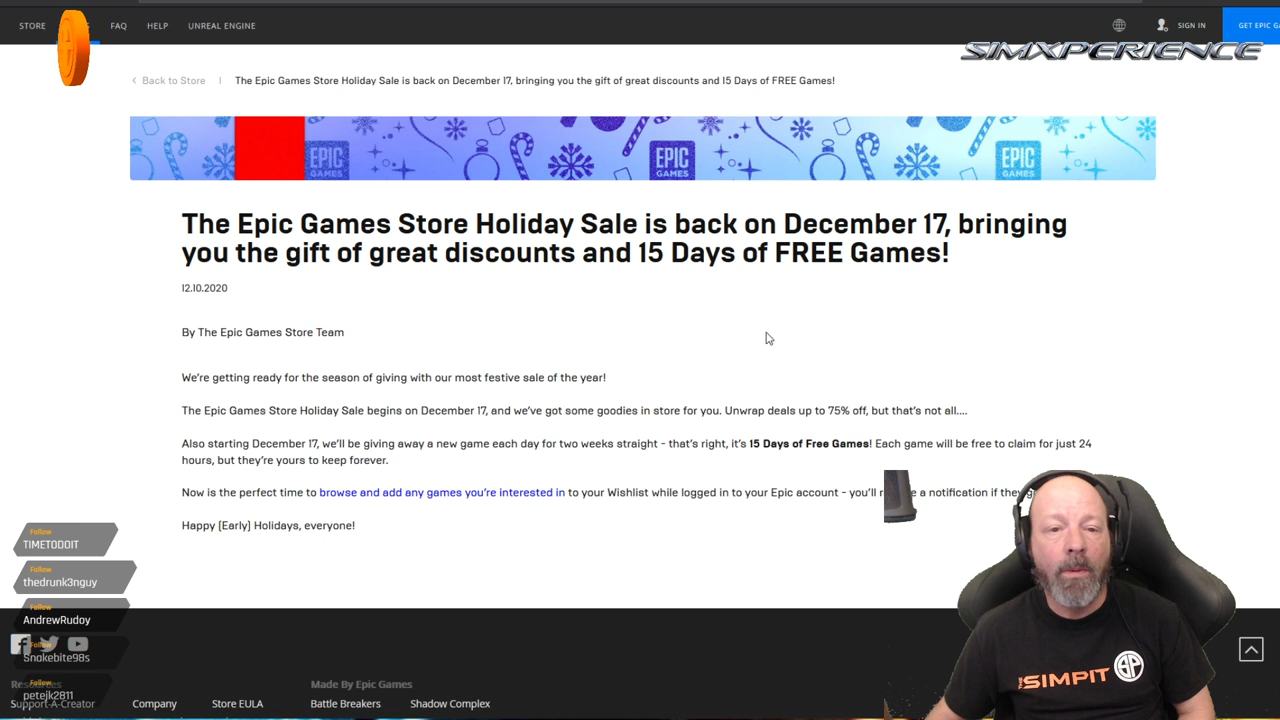 STORE
FAQ
HELP
UNREAL ENGINE
SIGN IN
GET EPIC GA
SIMXPERIENCE
Back to Store
The Epic Games Store Holiday Sale is back on December 17, bringing you the gift of great discounts and 15 Days of FREE Games!
EPIC GAMES
EPIC GAMES
EPIC GAMES
The Epic Games Store Holiday Sale is back on December 17, bringing
you the gift of great discounts and 15 Days of FREE Games!
12.10.2020
By The Epic Games Store Team
We're getting ready for the season of giving with our most festive sale of the year!
The Epic Games Store Holiday Sale begins on December 17, and we've got some goodies in store for you. Unwrap deals up to 75% off, but that's not all....
Also starting December 17, we'll be giving away a new game each day for two weeks straight - that's right, it's 15 Days of Free Games! Each game will be free to claim for just 24
hours, but they're yours to keep forever.
Now is the perfect time to browse and add any games you're interested in to your Wishlist while logged in to your Epic account - you'll a notification if they
Happy (Early) Holidays, everyone!
Follow
TIMETODOIT
Follow
thedrunk3nguy
Follow
AndrewRudoy
Follow
Snakebite98s
Follow
petejk2811
Resources
Made By Epic Games
Support-A-Creator
Company
Store EULA
Battle Breakers
Shadow Complex
THE SIMPIT